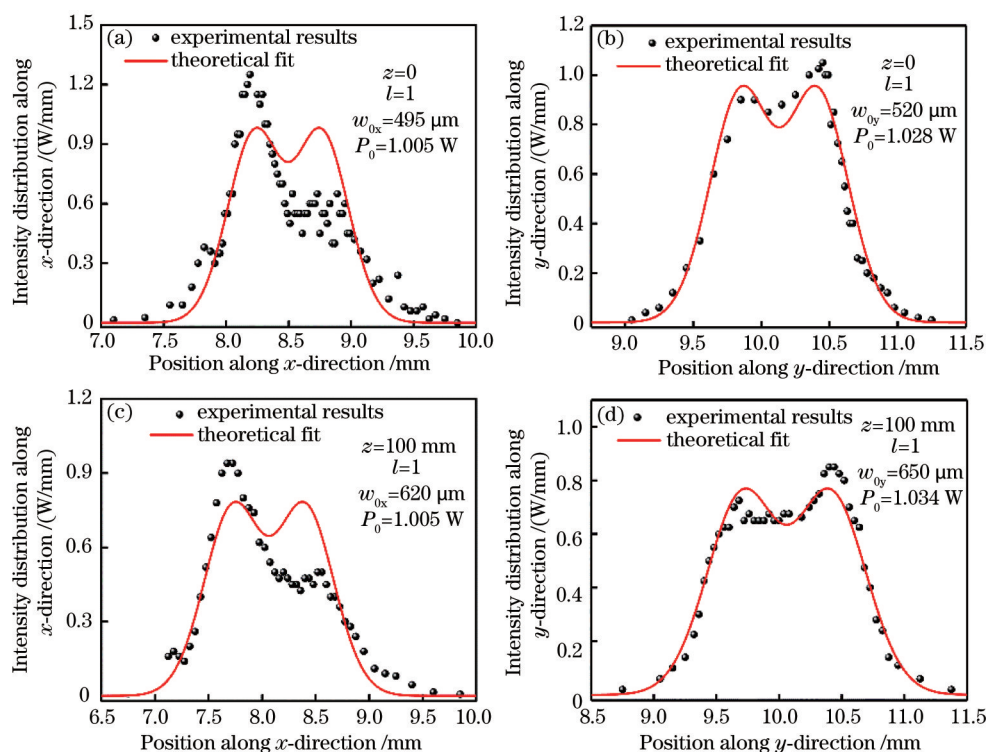 (a)
experimental results
theoretical fit
z=0
l=1
w0x=495 μm
P0=1.005 W
Intensity distribution along
x-direction /(W/mm)
1.5
1.2
0.9
0.6
0.3
0
7.0 7.5 8.0 8.5 9.0 9.5 10.0
Position along x-direction /mm
(b)
experimental results
theoretical fit
z=0
l=1
w0y=520 μm
P0=1.028 W
Intensity distribution along
y-direction /(W/mm)
1.0
0.8
0.6
0.4
0.2
0
9.0 9.5 10.0 10.5 11.0 11.5
Position along y-direction /mm
(c)
experimental results
theoretical fit
z=100 mm
l=1
w0x=620 μm
P0=1.005 W
Intensity distribution along
x-direction /(W/mm)
1.2
0.9
0.6
0.3
0
6.5 7.0 7.5 8.0 8.5 9.0 9.5 10.0
Position along x-direction /mm
(d)
experimental results
theoretical fit
z=100 mm
l=1
w0y=650 μm
P0=1.034 W
Intensity distribution along
y-direction /(W/mm)
1.0
0.8
0.6
0.4
0.2
0
8.5 9.0 9.5 10.0 10.5 11.0 11.5
Position along y-direction /mm